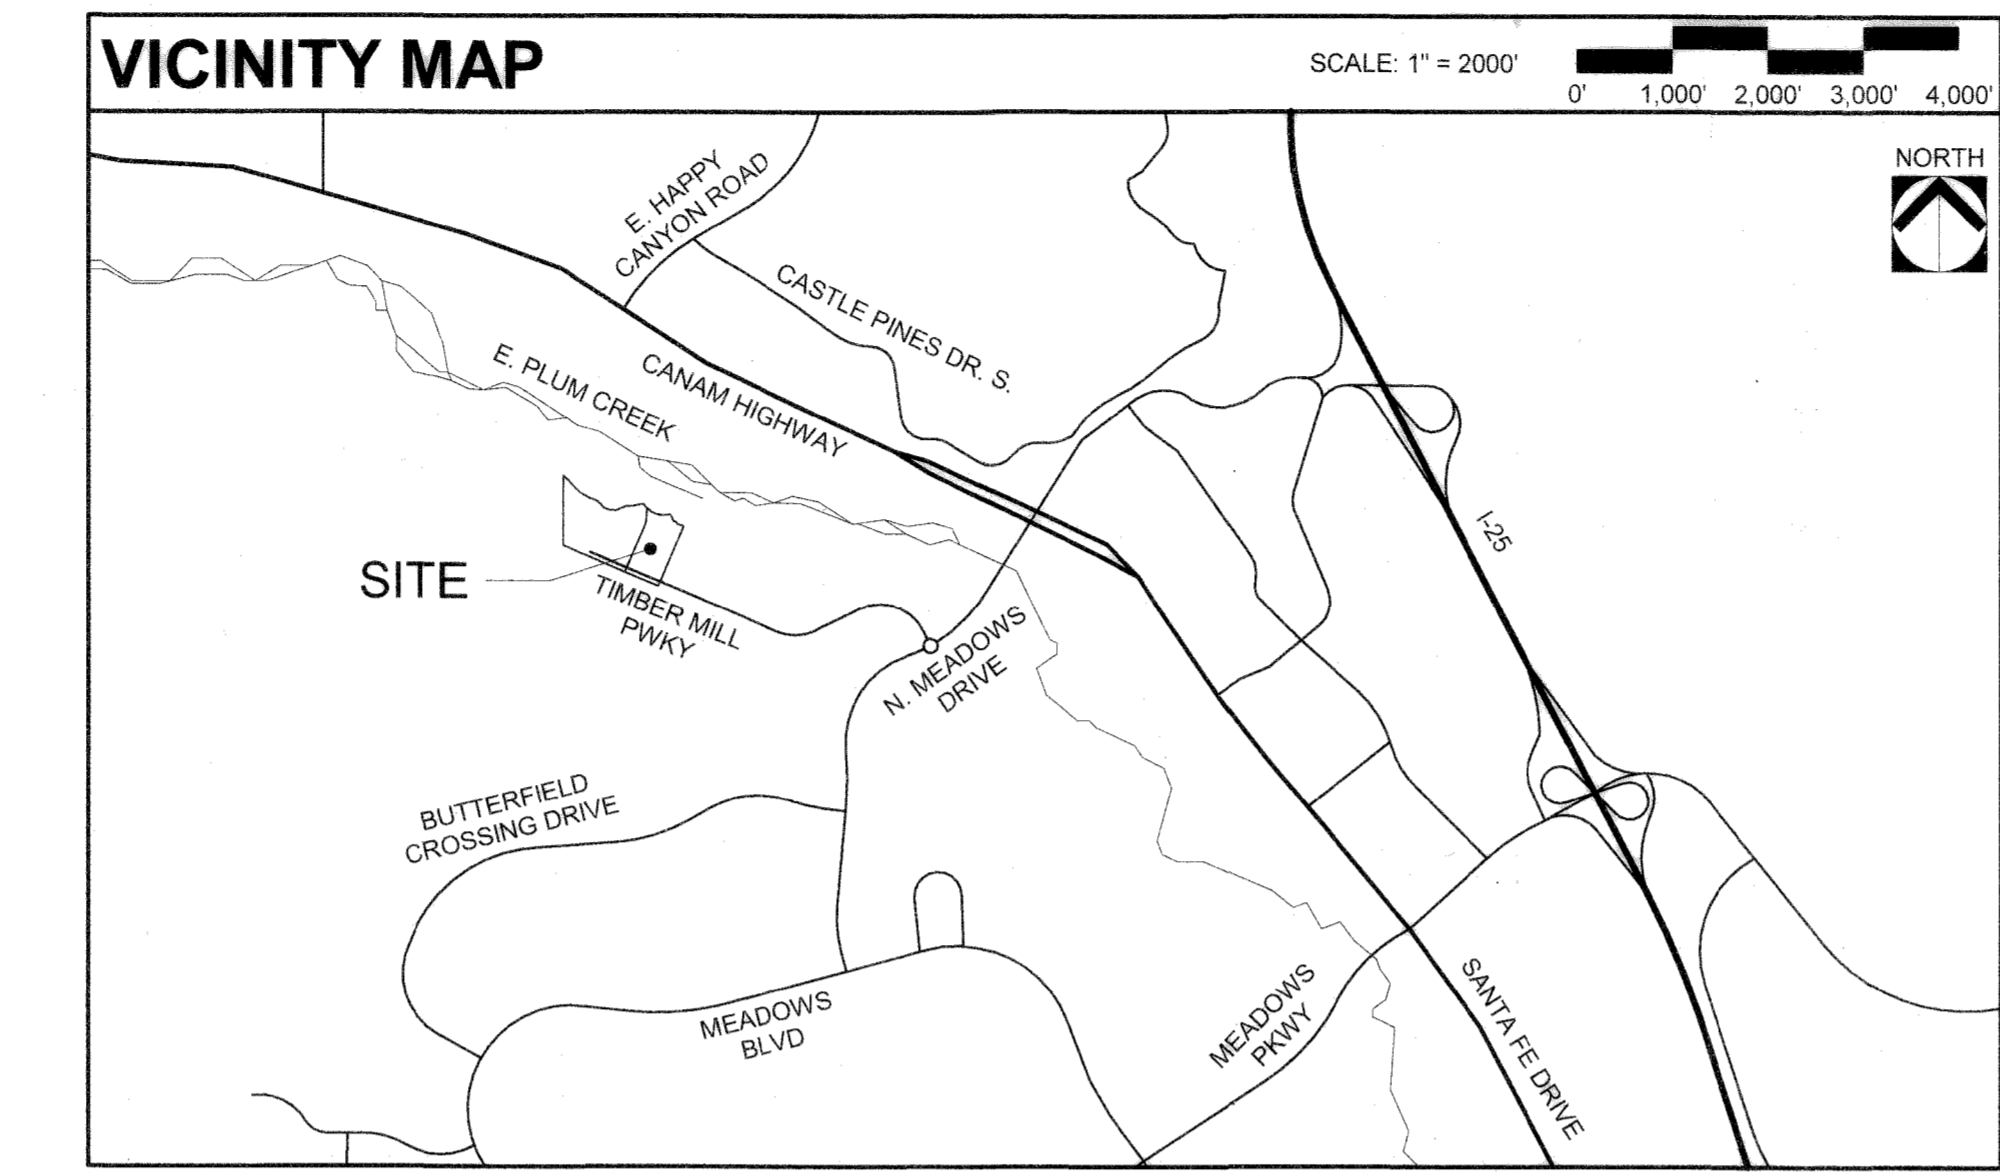 VICINITY MAP
SCALE: 1" = 2000'
0' 1,000' 2,000' 3,000' 4,000'
NORTH
E. HAPPY
CANYON ROAD
CASTLE PINES DR. S.
E. PLUM CREEK
CANAM HIGHWAY
I-25
SITE
TIMBER MILL
PWKY
N. MEADOWS
DRIVE
BUTTERFIELD
CROSSING DRIVE
MEADOWS
BLVD
MEADOWS
PKWY
SANTA FE DRIVE